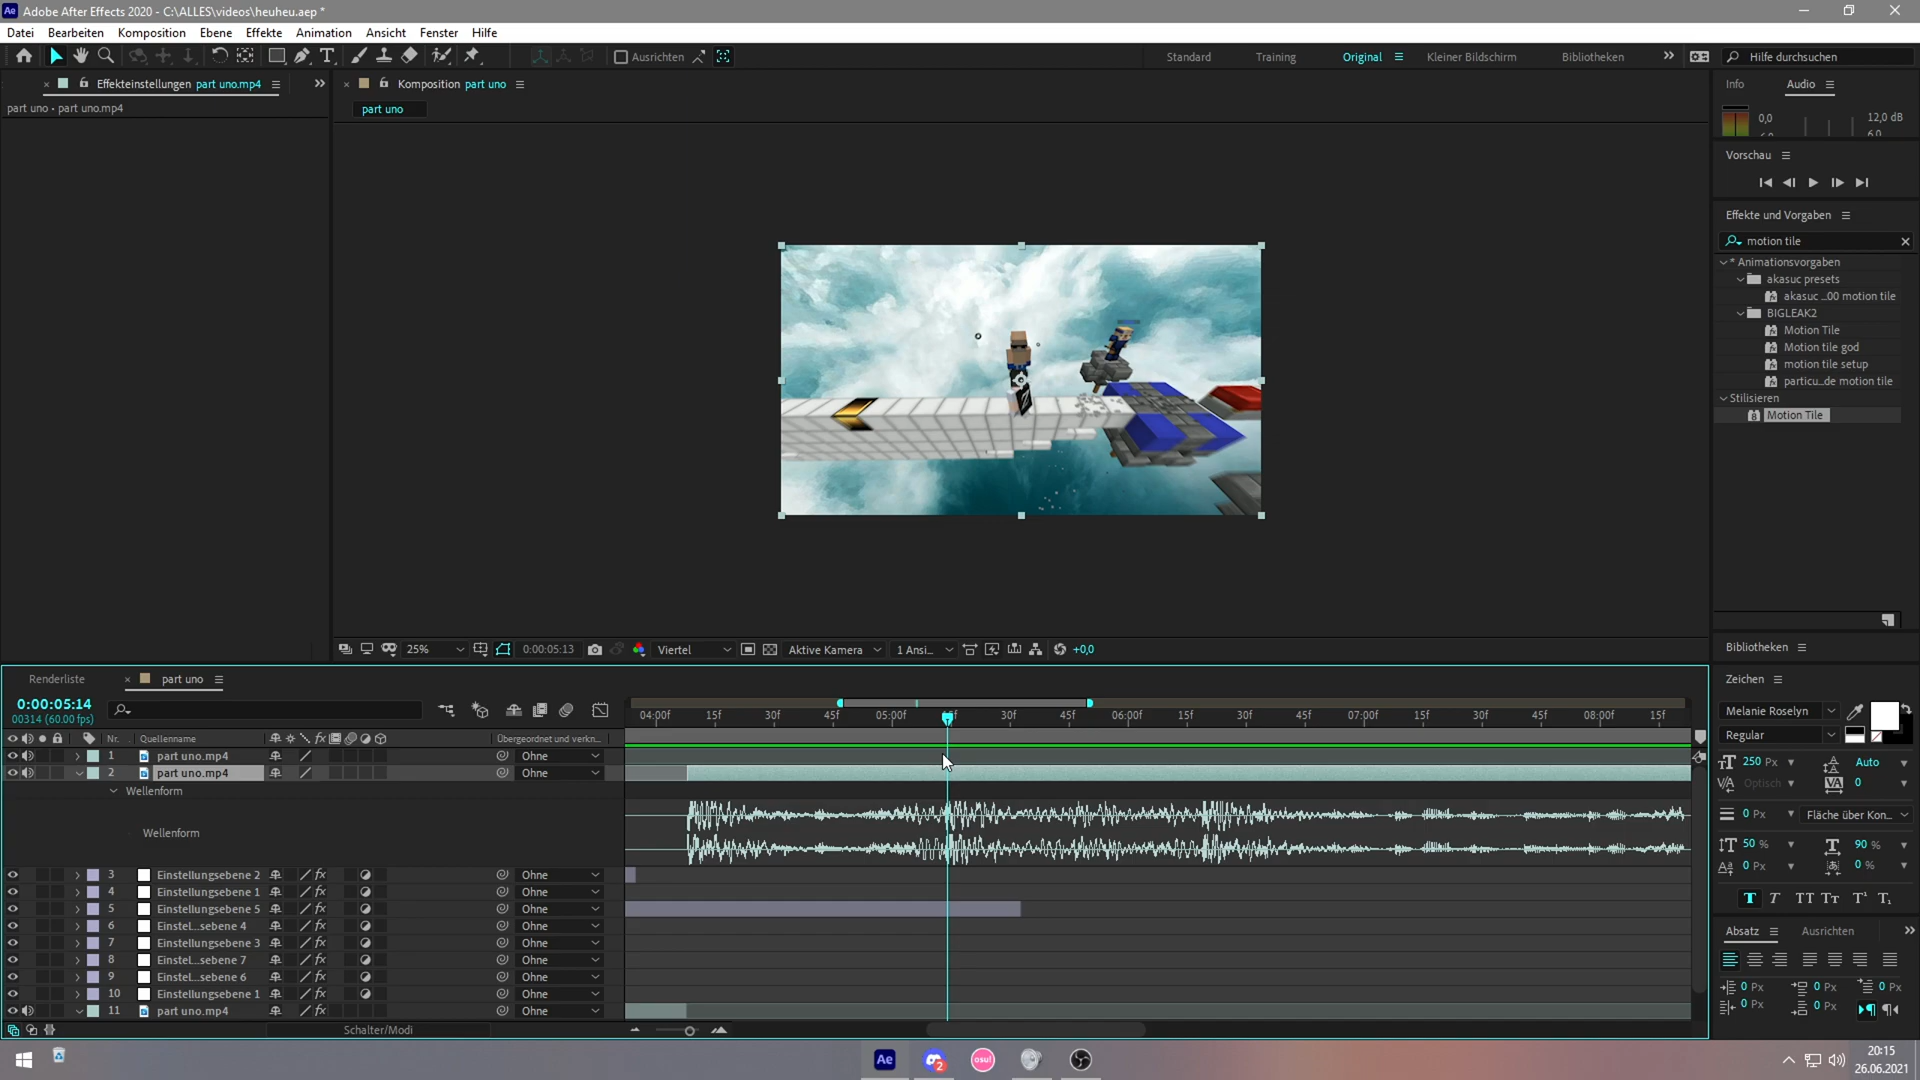 Adobe After Effects 2020 - C:\ALLES\videos\heuheu.aep *
Datei Bearbeiten Komposition Ebene Effekte Animation Ansicht Fenster Hilfe
Ausrichten
Standard Training Original Kleiner Bildschirm Bibliotheken
Hilfe durchsuchen
Effekteinstellungen part uno.mp4
part uno • part uno.mp4
Komposition part uno
part uno
Info Audio
0,0 12,0 dB
6,0
Vorschau
Effekte und Vorgaben
motion tile
* Animationsvorgaben
akasuc presets
akasuc ...00 motion tile
BIGLEAK2
Motion Tile
Motion tile god
motion tile setup
particu...de motion tile
Stilisieren
Motion Tile
25% 0:00:05:13 Viertel Aktive Kamera 1 Ansi... +0,0
Bibliotheken
Zeichen
Melanie Roselyn
Regular
250 Px Auto
Optisch 0
0 Px Fläche über Kon...
50 % 90 %
0 Px 0 %
T T TT Tt T¹ T₁
Absatz Ausrichten
0 Px 0 Px 0 Px
0 Px 0 Px
Renderliste part uno
0:00:05:14
00314 (60.00 fps)
04:00f 15f 30f 45f 05:00f 30f 45f 06:00f 15f 30f 45f 07:00f 15f 30f 45f 08:00f 15f
Nr. Quellenname Übergeordnet und verkn...
1 part uno.mp4 Ohne
2 part uno.mp4 Ohne
Wellenform
Wellenform
3 Einstellungsebene 2 Ohne
4 Einstellungsebene 1 Ohne
5 Einstellungsebene 5 Ohne
6 Einstel...sebene 4 Ohne
7 Einstellungsebene 3 Ohne
8 Einstel...sebene 7 Ohne
9 Einstel...sebene 6 Ohne
10 Einstellungsebene 1 Ohne
11 part uno.mp4 Ohne
Schalter/Modi
Ae 2 osu!
20:15
26.06.2021